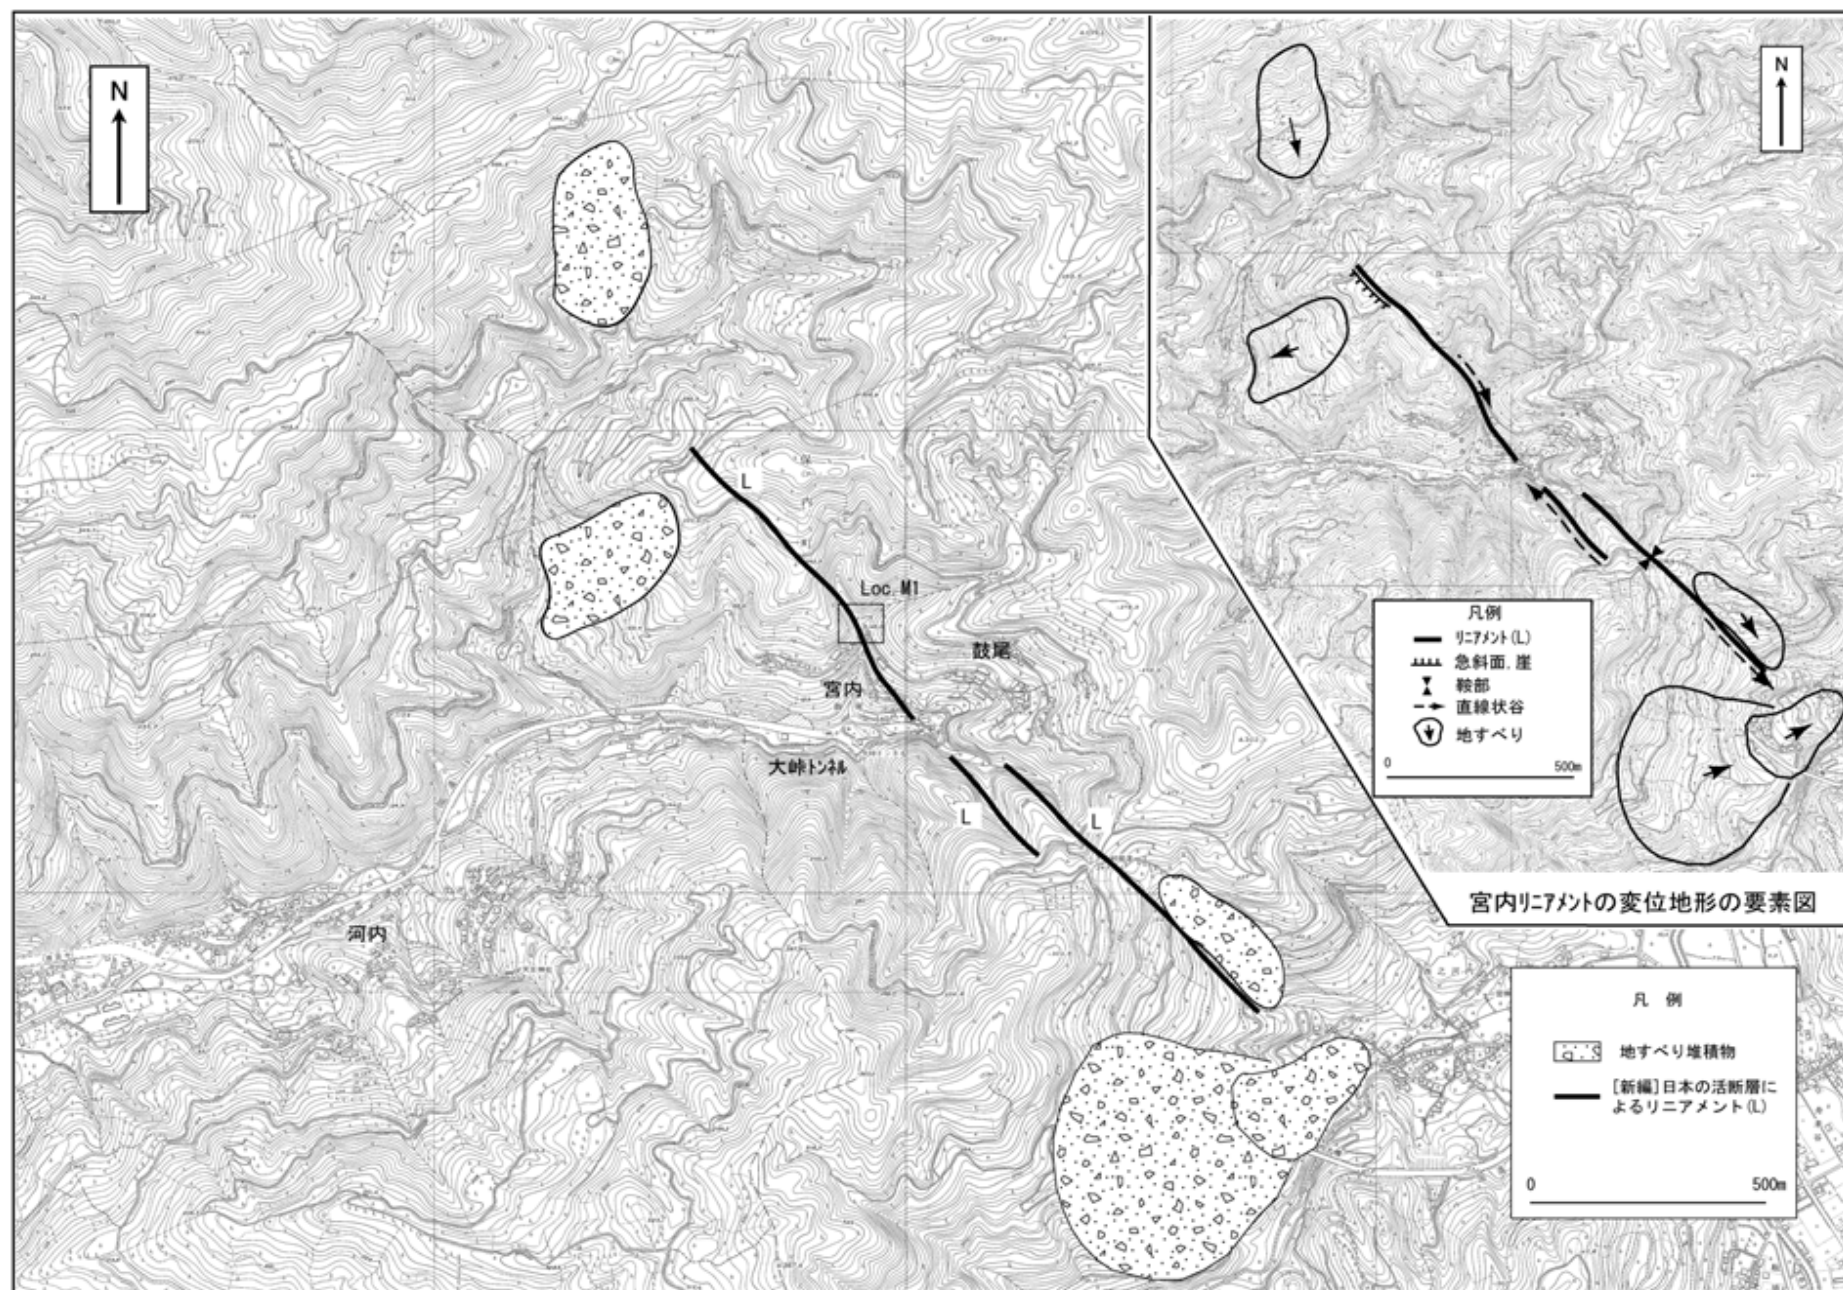 N
N
L
Loc. M1
鼓尾
宮内
大峠トンネル
L
L
河内
凡例
リニアメント(L)
急斜面、崖
鞍部
直線状谷
地すべり
0 500m
宮内リニアメントの変位地形の要素図
凡 例
地すべり堆積物
[新編]日本の活断層に
よるリニアメント(L)
0 500m